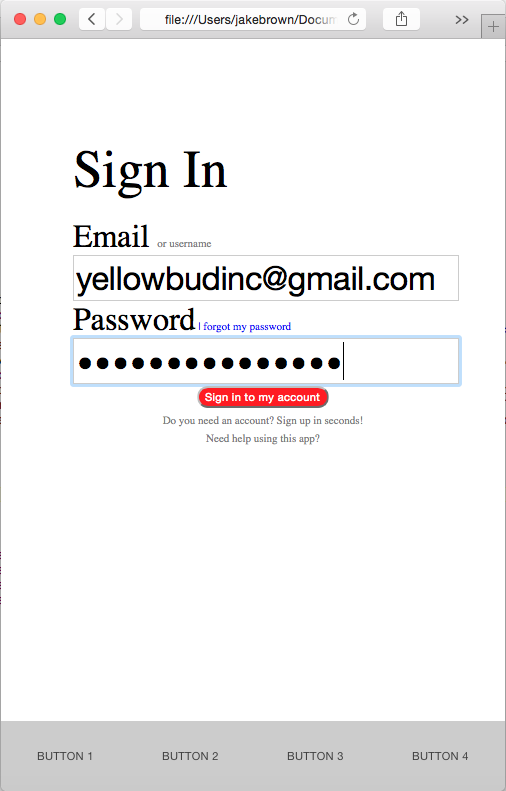 file:///Users/jakebrown/Docum
>>
Sign In
Email or username
yellowbudinc@gmail.com
Password | forgot my password
●●●●●●●●●●●●●●●
Sign in to my account
Do you need an account? Sign up in seconds!
Need help using this app?
BUTTON 1 BUTTON 2 BUTTON 3 BUTTON 4